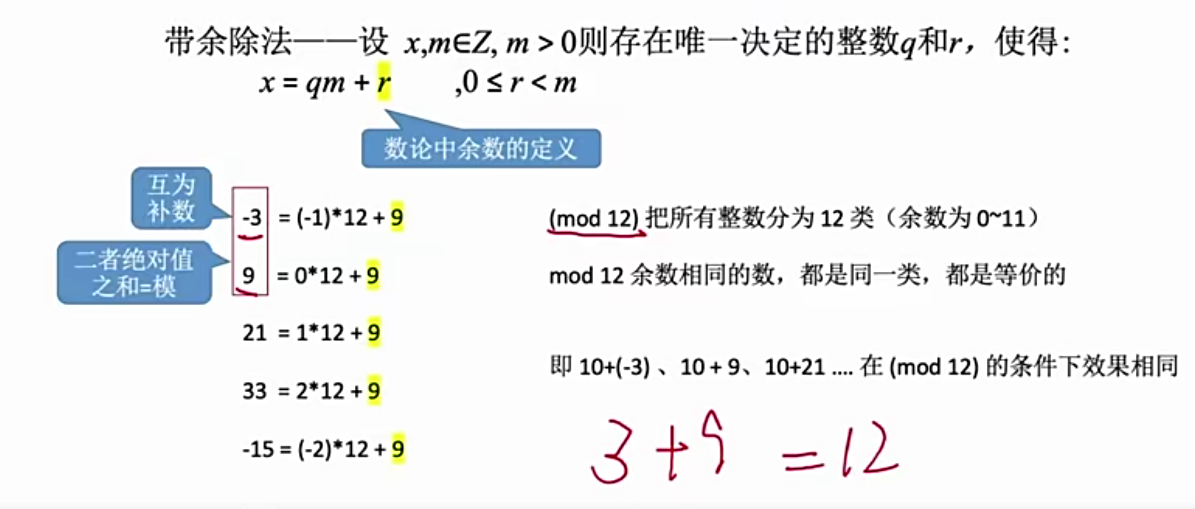 带余除法——设 x,m∈Z, m > 0则存在唯一决定的整数q和r，使得:
x = qm + r ,0 ≤ r < m
数论中余数的定义
互为
补数
-3 = (-1)*12 + 9
(mod 12) 把所有整数分为 12 类（余数为 0~11）
二者绝对值
之和=模
9 = 0*12 + 9
mod 12 余数相同的数，都是同一类，都是等价的
21 = 1*12 + 9
即 10+(-3) 、10 + 9、10+21 .... 在 (mod 12) 的条件下效果相同
33 = 2*12 + 9
-15 = (-2)*12 + 9
3+9 =12